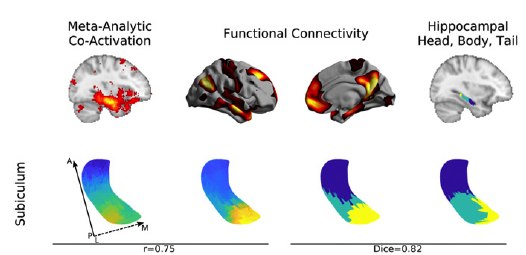 Meta-Analytic
Co-Activation
Functional Connectivity
Hippocampal
Head, Body, Tail
Subiculum
A
P
L
M
r=0.75
Dice=0.82